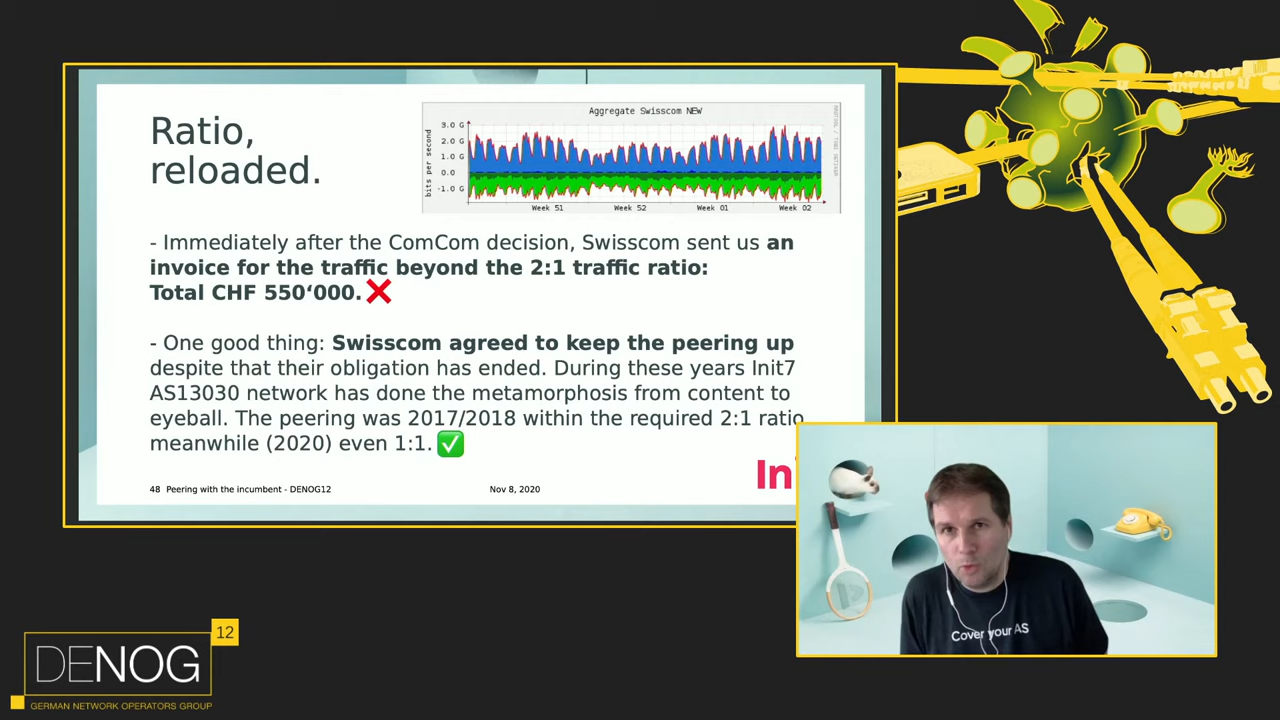 Ratio,
reloaded.
Aggregate Swisscom NEW
bits per second
3.0 G
2.0 G
1.0 G
0.0
-1.0 G
Week 51
Week 52
Week 01
Week 02
- Immediately after the ComCom decision, Swisscom sent us an
invoice for the traffic beyond the 2:1 traffic ratio:
Total CHF 550‘000.
- One good thing: Swisscom agreed to keep the peering up
despite that their obligation has ended. During these years Init7
AS13030 network has done the metamorphosis from content to
eyeball. The peering was 2017/2018 within the required 2:1 ratio
meanwhile (2020) even 1:1.
48 Peering with the incumbent - DENOG12
Nov 8, 2020
In
Cover your AS
12
DENOG
GERMAN NETWORK OPERATORS GROUP